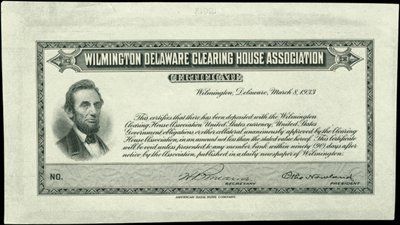 WILMINGTON DELAWARE CLEARING HOUSE ASSOCIATION
CERTIFICATE
Wilmington, Delaware, March 8, 1933
This certifies that there has been deposited with the Wilmington
Clearing House Association United States currency, United States
Government obligations or other collateral unanimously approved by the Clearing
House Association, in an amount not less than the stated value hereof. This certificate
will be void unless presented to any member bank within ninety (90) days after
notice by the Association, published in a daily newspaper of Wilmington.
NO.
SECRETARY
PRESIDENT
AMERICAN BANK NOTE COMPANY